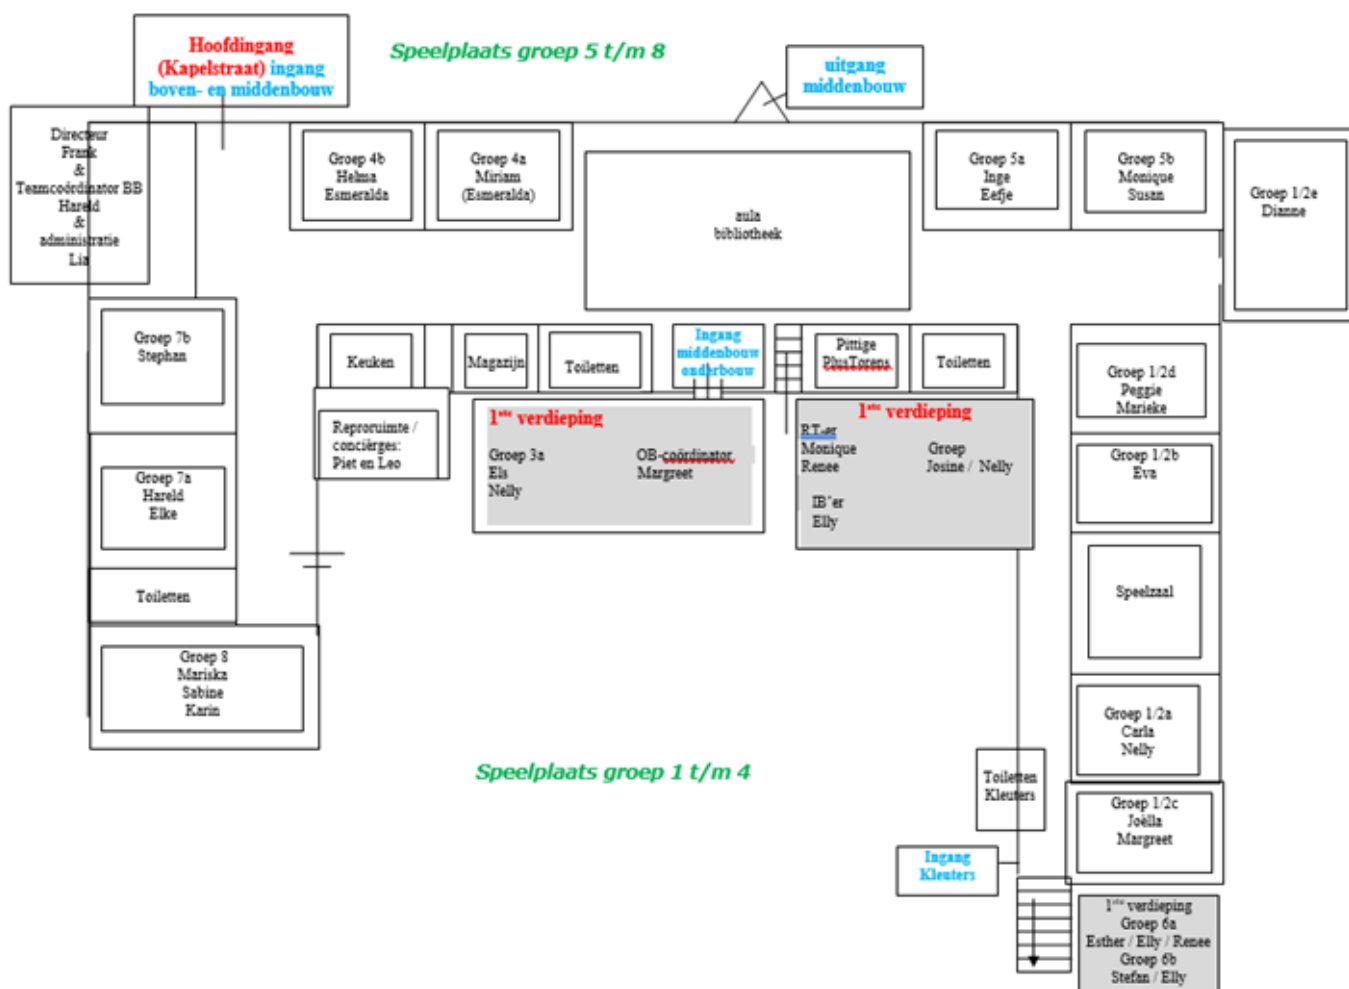 Hoofdingang
(Kapelstraat) ingang
boven- en middenbouw
Speelplaats groep 5 t/m 8
uitgang
middenbouw
Directeur
Frank
&
Teamcoördinator BB
Hareld
&
administratie
Lia
Groep 4b
Helma
Esmeralda
Groep 4a
Miriam
(Esmeralda)
aula
bibliotheek
Groep 5a
Inge
Eefje
Groep 5b
Monique
Susan
Groep 1/2e
Dianne
Groep 7b
Stephan
Keuken
Magazijn
Toiletten
Ingang
middenbouw
onderbouw
Pittige
PlusTorens
Toiletten
Groep 1/2d
Peggie
Marieke
Reproruimte /
conciërges:
Piet en Leo
1ste verdieping
Groep 3a
Els
Nelly
OB-coördinator
Margreet
1ste verdieping
RT-er
Monique
Renee
Groep
Josine / Nelly
IB'er
Elly
Groep 1/2b
Eva
Groep 7a
Hareld
Elke
Toiletten
Speelzaal
Groep 8
Mariska
Sabine
Karin
Groep 1/2a
Carla
Nelly
Speelplaats groep 1 t/m 4
Toiletten
Kleuters
Groep 1/2c
Joëlla
Margreet
Ingang
Kleuters
1ste verdieping
Groep 6a
Esther / Elly / Renee
Groep 6b
Stefan / Elly